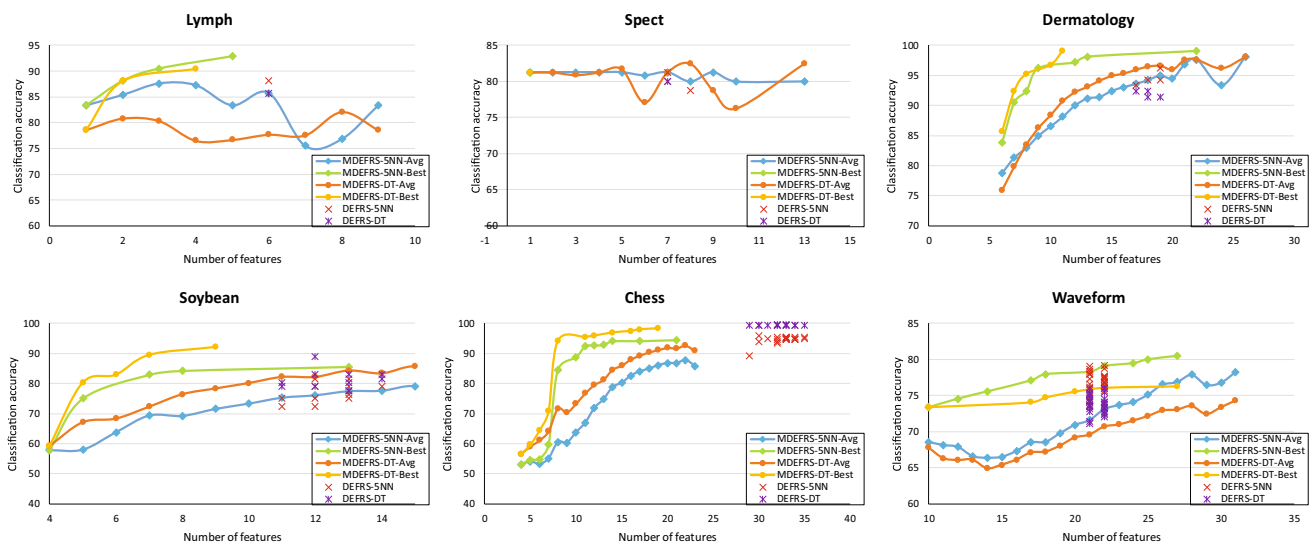 Lymph
Classification accuracy
95
90
85
80
75
70
65
60
0 2 4 6 8 10
Number of features
MDEFRS-5NN-Avg
MDEFRS-5NN-Best
MDEFRS-DT-Avg
MDEFRS-DT-Best
DEFRS-5NN
DEFRS-DT
Spect
Classification accuracy
85
80
75
70
65
60
-1 1 3 5 7 9 11 13 15
Number of features
MDEFRS-5NN-Avg
MDEFRS-5NN-Best
MDEFRS-DT-Avg
MDEFRS-DT-Best
DEFRS-5NN
DEFRS-DT
Dermatology
Classification accuracy
100
95
90
85
80
75
70
0 5 10 15 20 25 30
Number of features
MDEFRS-5NN-Avg
MDEFRS-5NN-Best
MDEFRS-DT-Avg
MDEFRS-DT-Best
DEFRS-5NN
DEFRS-DT
Soybean
Classification accuracy
100
90
80
70
60
50
40
4 6 8 10 12 14
Number of features
MDEFRS-5NN-Avg
MDEFRS-5NN-Best
MDEFRS-DT-Avg
MDEFRS-DT-Best
DEFRS-5NN
DEFRS-DT
Chess
Classification accuracy
100
90
80
70
60
50
40
0 5 10 15 20 25 30 35 40
Number of features
MDEFRS-5NN-Avg
MDEFRS-5NN-Best
MDEFRS-DT-Avg
MDEFRS-DT-Best
DEFRS-5NN
DEFRS-DT
Waveform
Classification accuracy
85
80
75
70
65
60
10 15 20 25 30 35
Number of features
MDEFRS-5NN-Avg
MDEFRS-5NN-Best
MDEFRS-DT-Avg
MDEFRS-DT-Best
DEFRS-5NN
DEFRS-DT